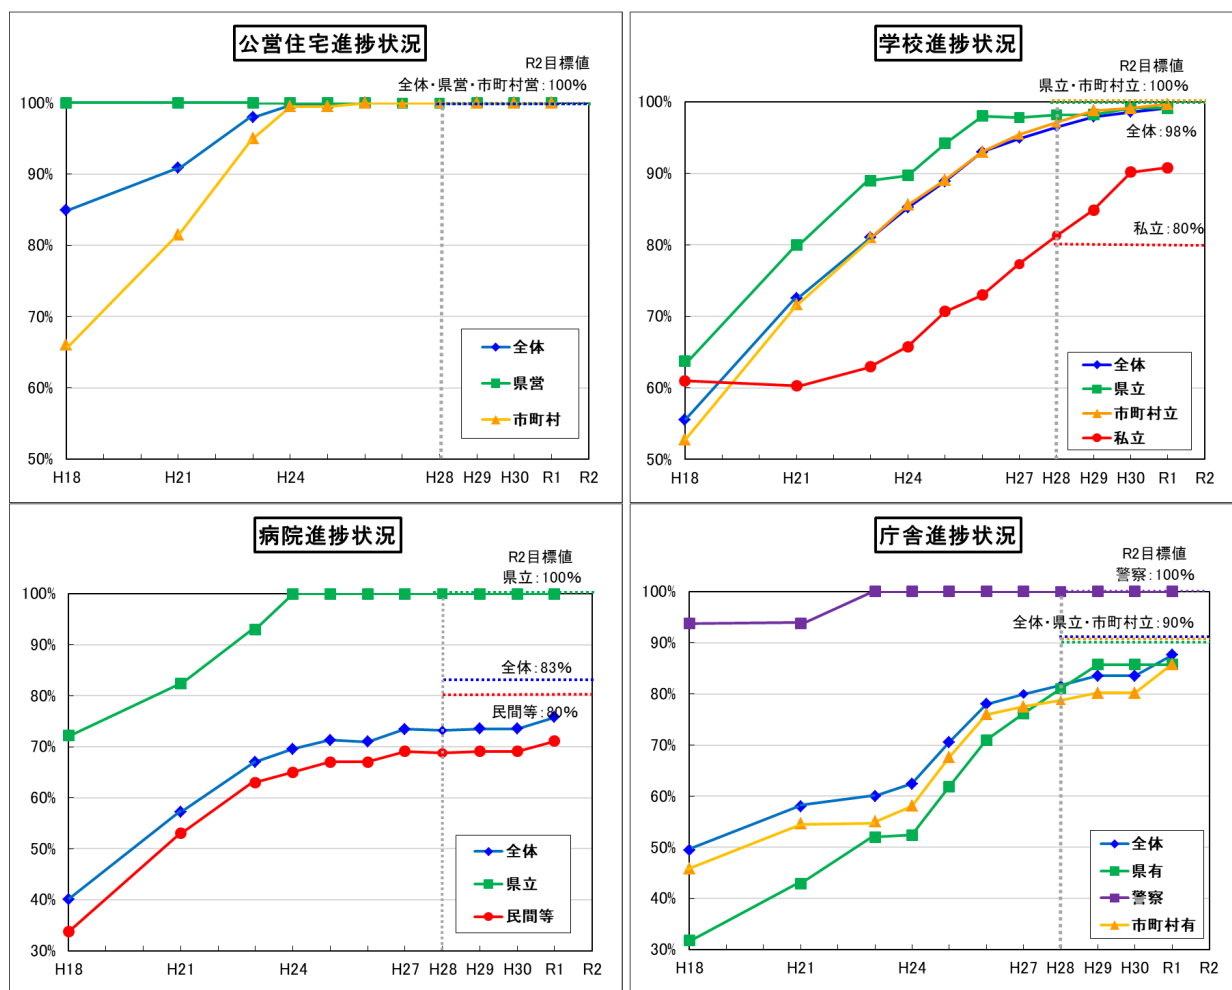 公営住宅進捗状況
R2目標値
全体・県営・市町村営：100%
100%
90%
80%
70%
60%
50%
全体
県営
市町村
H18
H21
H24
H28
H29
H30
R1
R2
学校進捗状況
R2目標値
県立・市町村立：100%
100%
全体：98%
90%
私立：80%
80%
70%
60%
50%
全体
県立
市町村立
私立
H18
H21
H24
H27
H28
H29
H30
R1
R2
病院進捗状況
R2目標値
県立：100%
100%
90%
80%
全体：83%
民間等：80%
70%
60%
50%
40%
30%
全体
県立
民間等
H18
H21
H24
H27
H28
H29
H30
R1
R2
庁舎進捗状況
R2目標値
警察：100%
100%
全体・県立・市町村立：90%
90%
80%
70%
60%
50%
40%
30%
全体
県有
警察
市町村有
H18
H21
H24
H27
H28
H29
H30
R1
R2